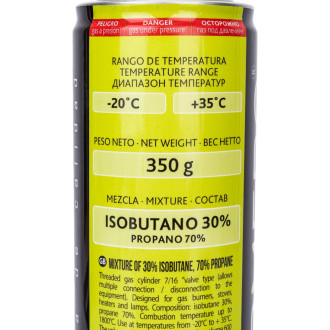 PELIGRO DANGER ОСТОРОЖНО
gas a presión gas under pressure газ под давлением
RANGO DE TEMPERATURA
TEMPERATURE RANGE
ДИАПАЗОН ТЕМПЕРАТУР
-20°C +35°C
PESO NETO · NET WEIGHT · ВЕС НЕТТО
350 g
MEZCLA · MIXTURE · СОСТАВ
ISOBUTANO 30%
PROPANO 70%
GB MIXTURE OF 30% ISOBUTANE, 70% PROPANE
Threaded gas cylinder 7/16 "valve type (allows
multiple connection / disconnection to the
equipment). Designed for gas burners, stoves,
heaters and lamps. Composition: isobutane 30%,
propane 70%. Combustion temperature: up to
1800°C. Use at temperatures from -20°C to + 35°C.
de calidad